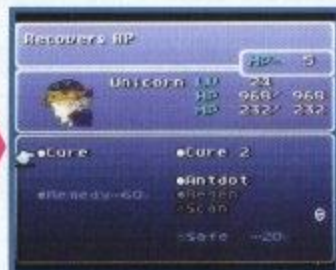 Recovers HP
MP- 5
Unicorn LV 24
HP 968/ 968
MP 232/ 232
Cure Cure 2
Antdot
Remedy-60. Regen
Scan
Safe -20.